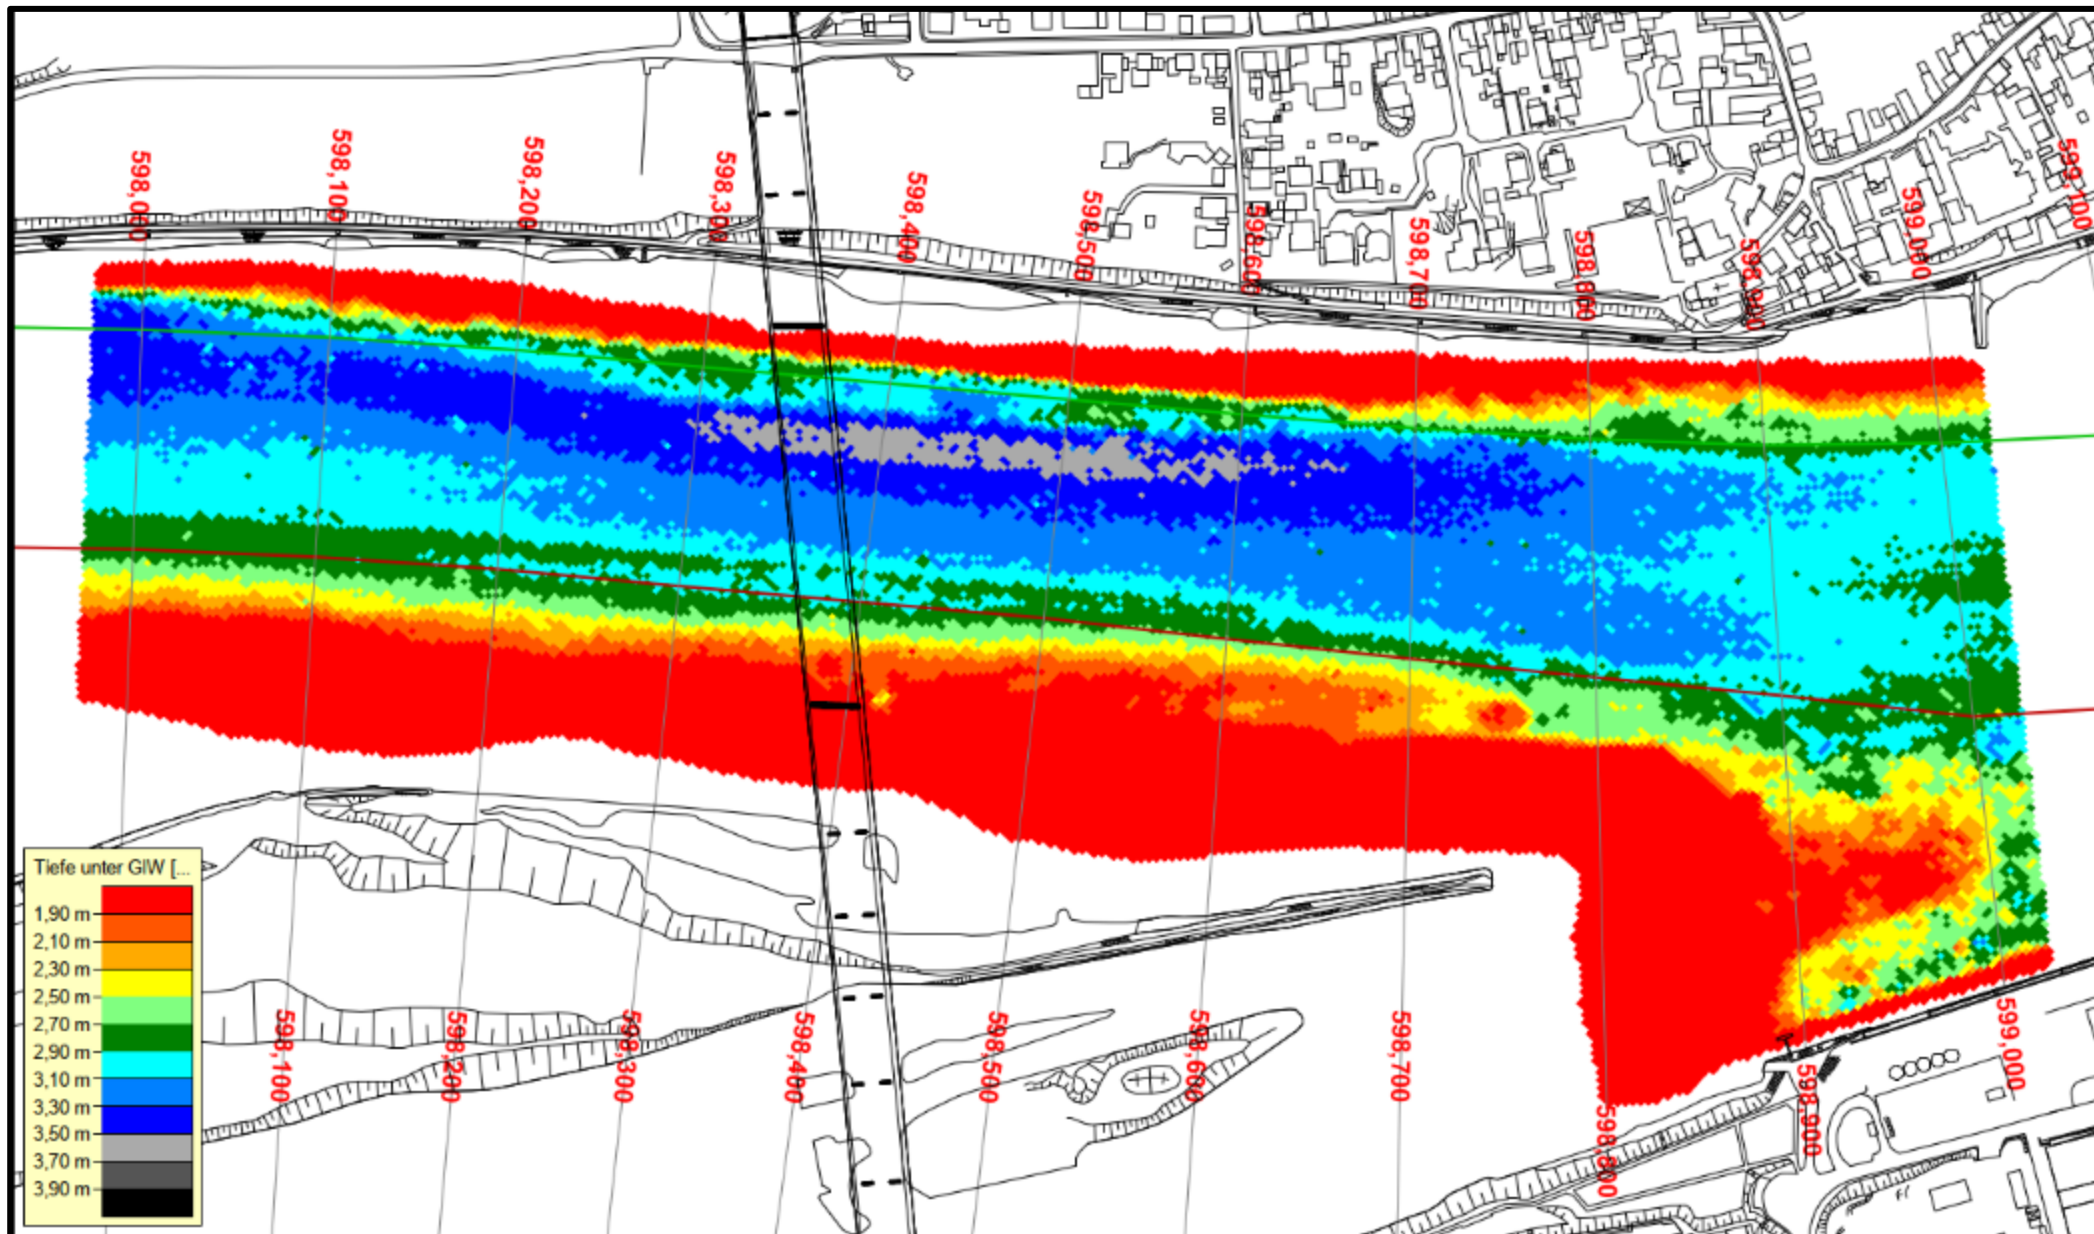 598,000
598,100
598,200
598,300
598,400
598,500
598,600
598,700
598,800
598,900
599,000
599,100
Tiefe unter GlW [...
1,90 m
2,10 m
2,30 m
2,50 m
2,70 m
2,90 m
3,10 m
3,30 m
3,50 m
3,70 m
3,90 m
598,100
598,200
598,300
598,400
598,500
598,600
598,700
598,800
598,900
599,000